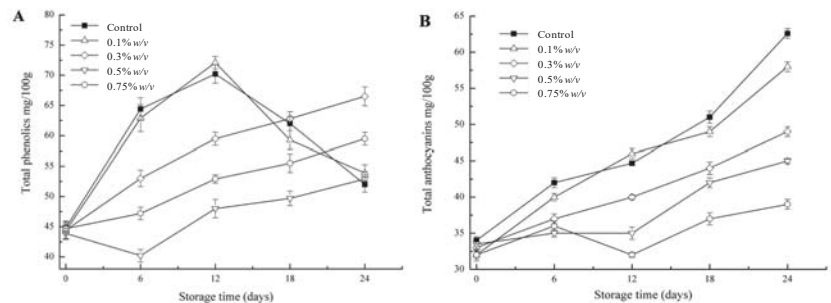 A
Total phenolics mg/100g
80
70
65
60
55
50
45
40
Control
0.1% w/v
0.3% w/v
0.5% w/v
0.75% w/v
0
6
12
18
24
Storage time (days)
B
Total anthocyanins mg/100g
65
60
55
50
45
40
35
30
Control
0.1% w/v
0.3% w/v
0.5% w/v
0.75% w/v
0
6
12
18
24
Storage time (days)